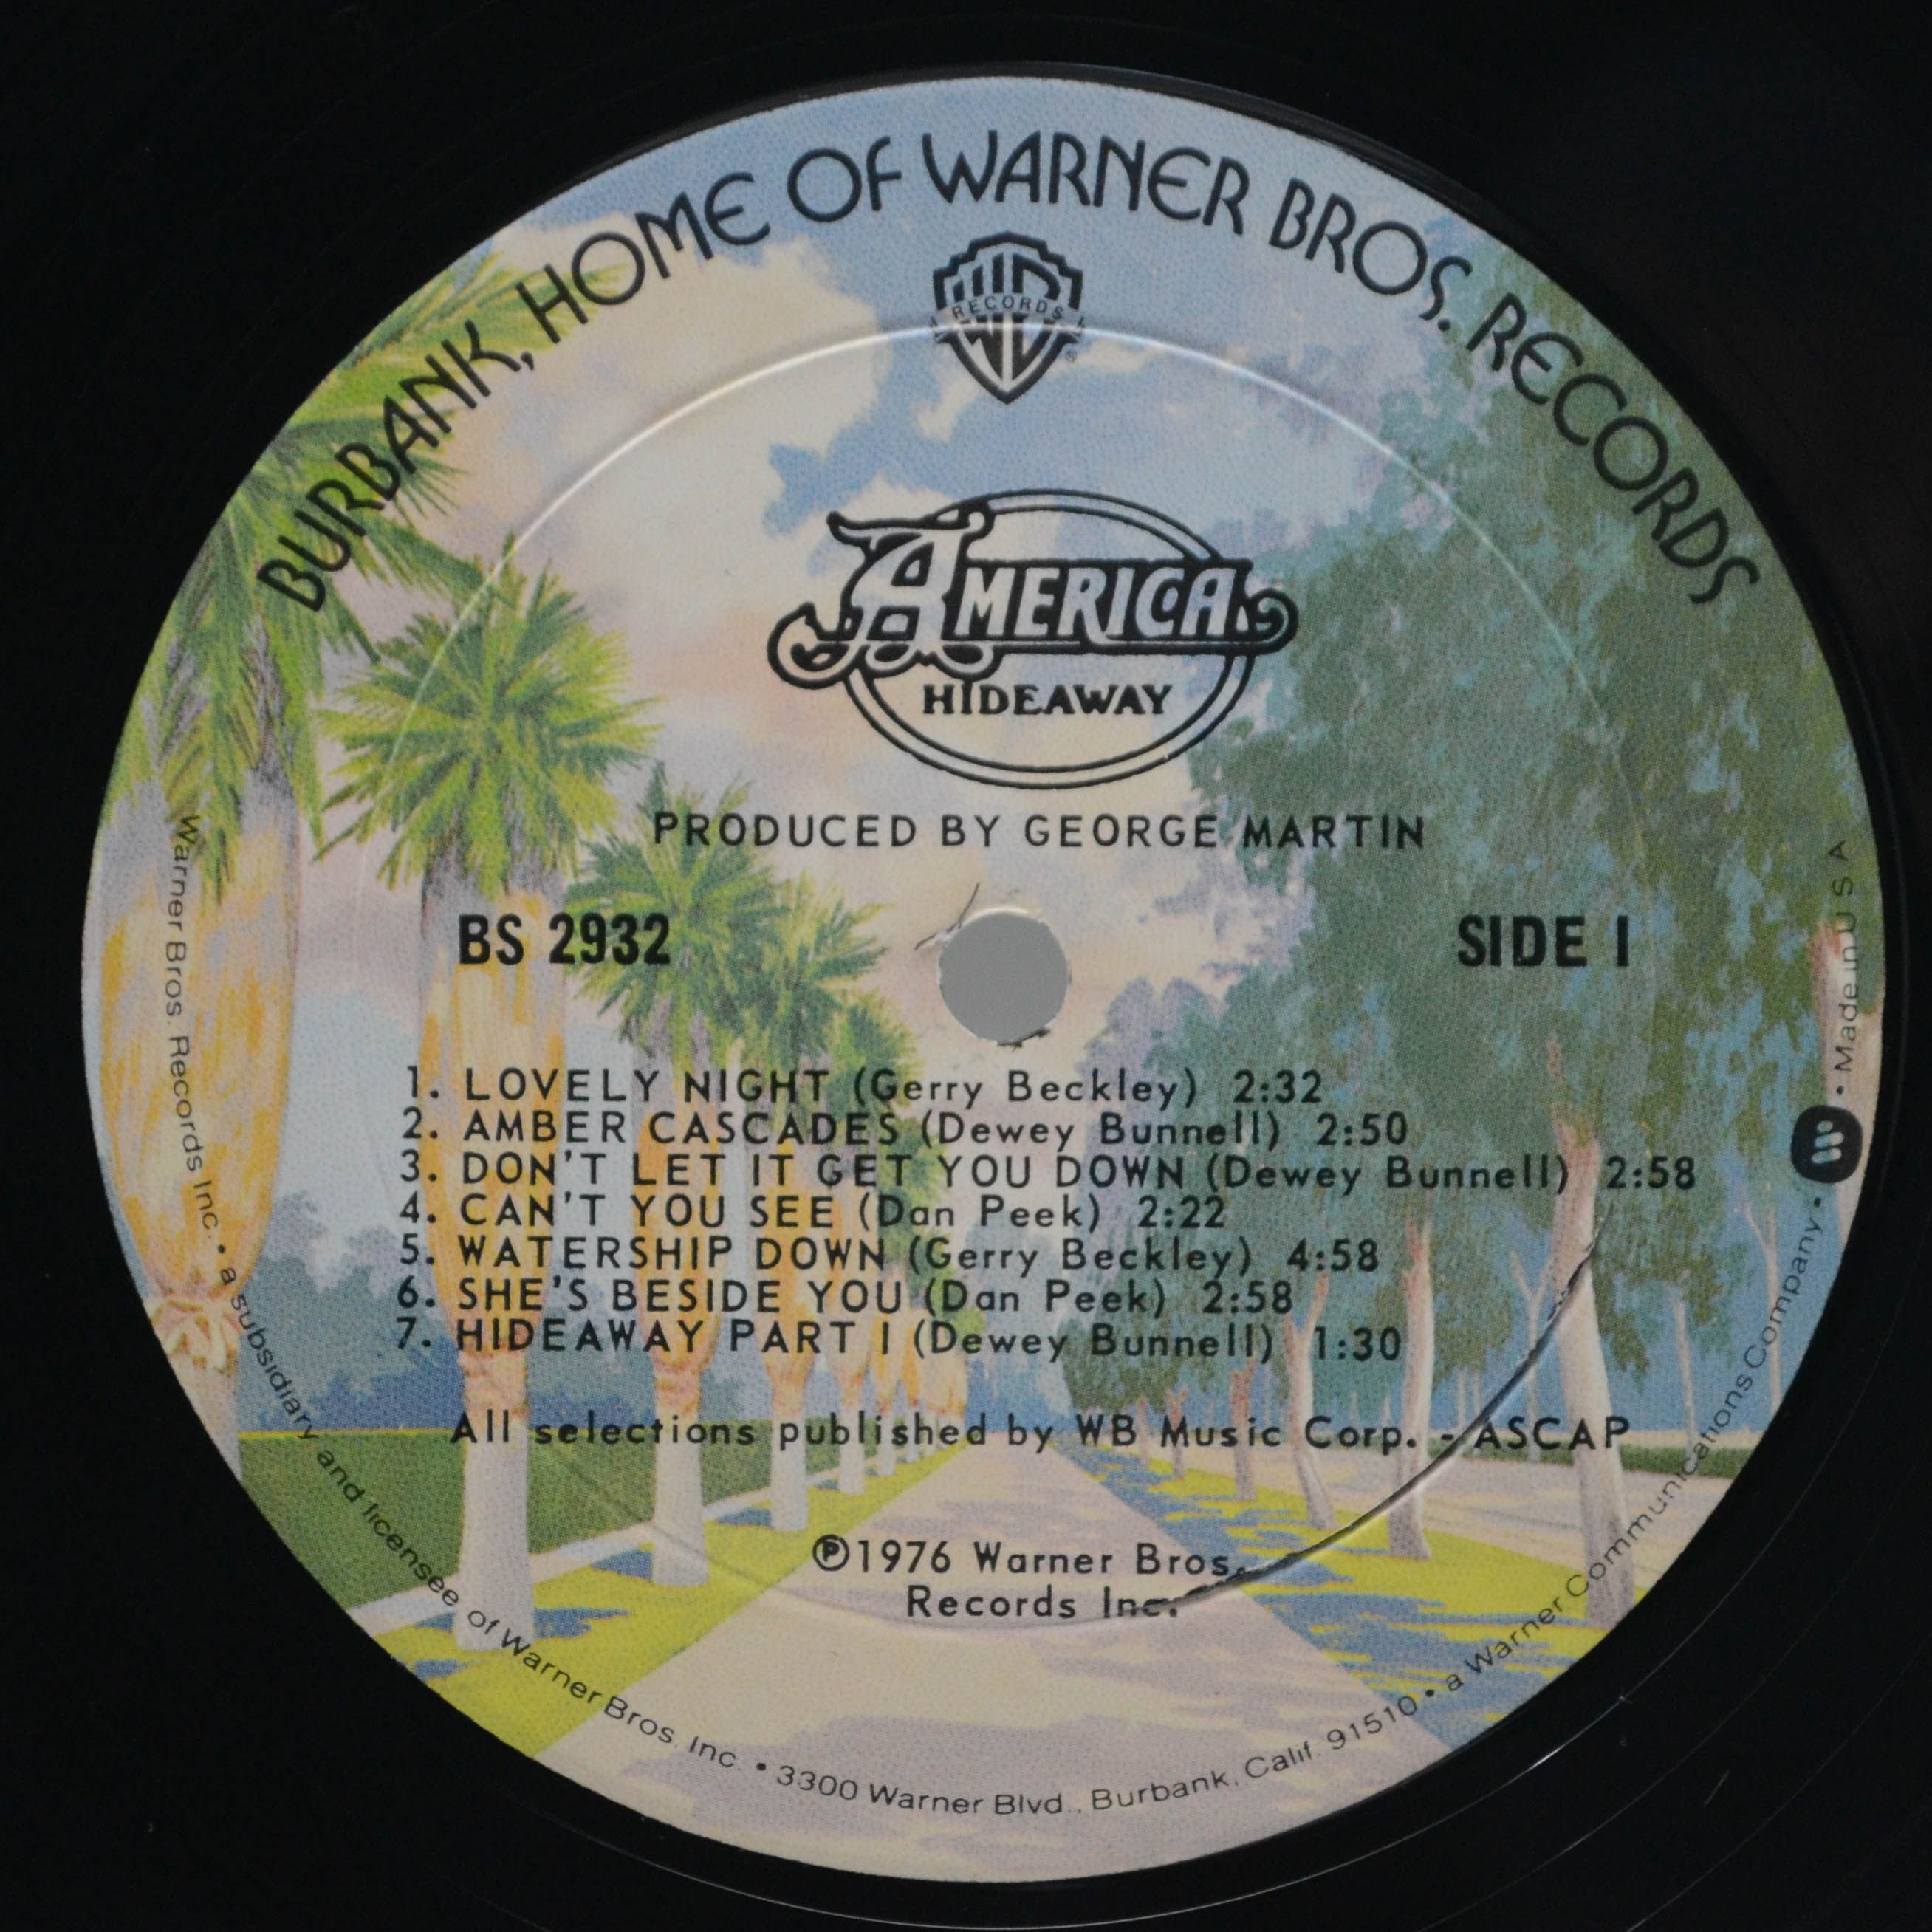 BURBANK, HOME OF WARNER BROS. RECORDS
RECORDS
AMERICA
HIDEAWAY
PRODUCED BY GEORGE MARTIN
BS 2932
SIDE 1
1. LOVELY NIGHT (Gerry Beckley) 2:32
2. AMBER CASCADES (Dewey Bunnell) 2:50
3. DON'T LET IT GET YOU DOWN (Dewey Bunnell) 2:58
4. CAN'T YOU SEE (Dan Peek) 2:22
5. WATERSHIP DOWN (Gerry Beckley) 4:58
6. SHE'S BESIDE YOU (Dan Peek) 2:58
7. HIDEAWAY PART I (Dewey Bunnell) 1:30
All selections published by WB Music Corp. - ASCAP
℗1976 Warner Bros.
Records Inc.
Warner Bros. Records Inc. • a subsidiary and licensee of Warner Bros. Inc. • 3300 Warner Blvd., Burbank, Calif. 91510 • a Warner Communications Company • W • Made in U S A